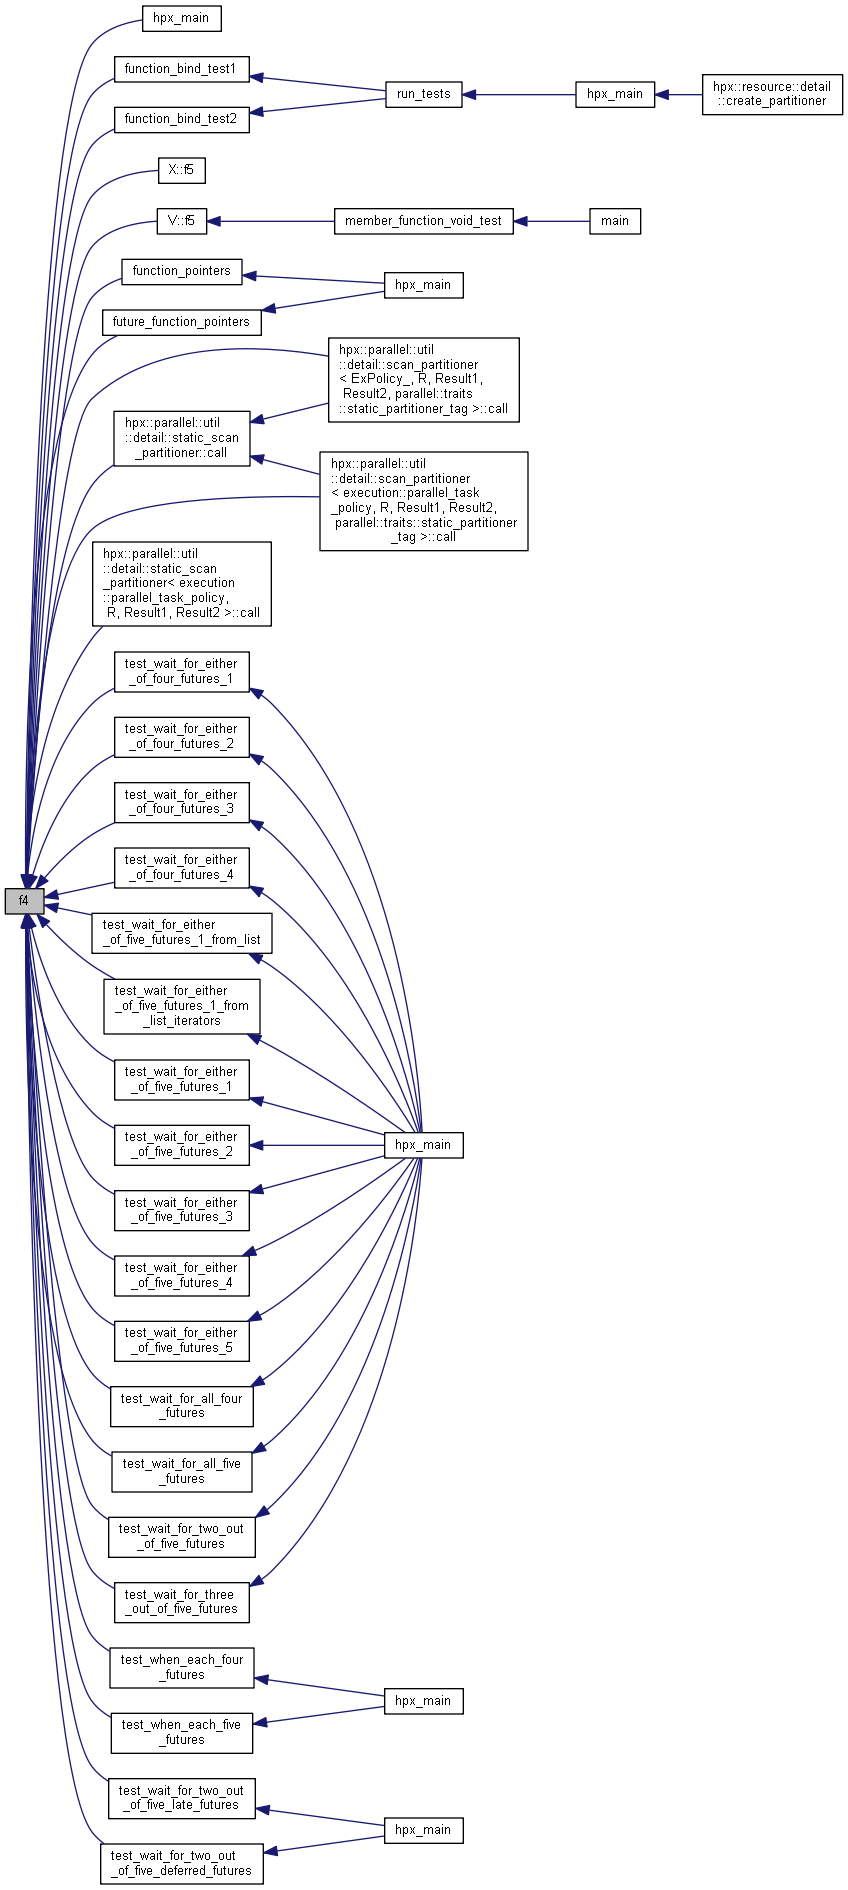 hpx_main
function_bind_test1
function_bind_test2
run_tests
hpx_main
hpx::resource::detail
::create_partitioner
X::f5
V::f5
member_function_void_test
main
function_pointers
future_function_pointers
hpx_main
hpx::parallel::util
::detail::scan_partitioner
< ExPolicy_, R, Result1,
Result2, parallel::traits
::static_partitioner_tag >::call
hpx::parallel::util
::detail::static_scan
_partitioner::call
hpx::parallel::util
::detail::scan_partitioner
< execution::parallel_task
_policy, R, Result1, Result2,
parallel::traits::static_partitioner
_tag >::call
hpx::parallel::util
::detail::static_scan
_partitioner< execution
::parallel_task_policy,
R, Result1, Result2 >::call
test_wait_for_either
_of_four_futures_1
test_wait_for_either
_of_four_futures_2
test_wait_for_either
_of_four_futures_3
test_wait_for_either
_of_four_futures_4
f4
test_wait_for_either
_of_five_futures_1_from_list
test_wait_for_either
_of_five_futures_1_from
_list_iterators
test_wait_for_either
_of_five_futures_1
test_wait_for_either
_of_five_futures_2
hpx_main
test_wait_for_either
_of_five_futures_3
test_wait_for_either
_of_five_futures_4
test_wait_for_either
_of_five_futures_5
test_wait_for_all_four
_futures
test_wait_for_all_five
_futures
test_wait_for_two_out
_of_five_futures
test_wait_for_three
_out_of_five_futures
test_when_each_four
_futures
test_when_each_five
_futures
hpx_main
test_wait_for_two_out
_of_five_late_futures
test_wait_for_two_out
_of_five_deferred_futures
hpx_main